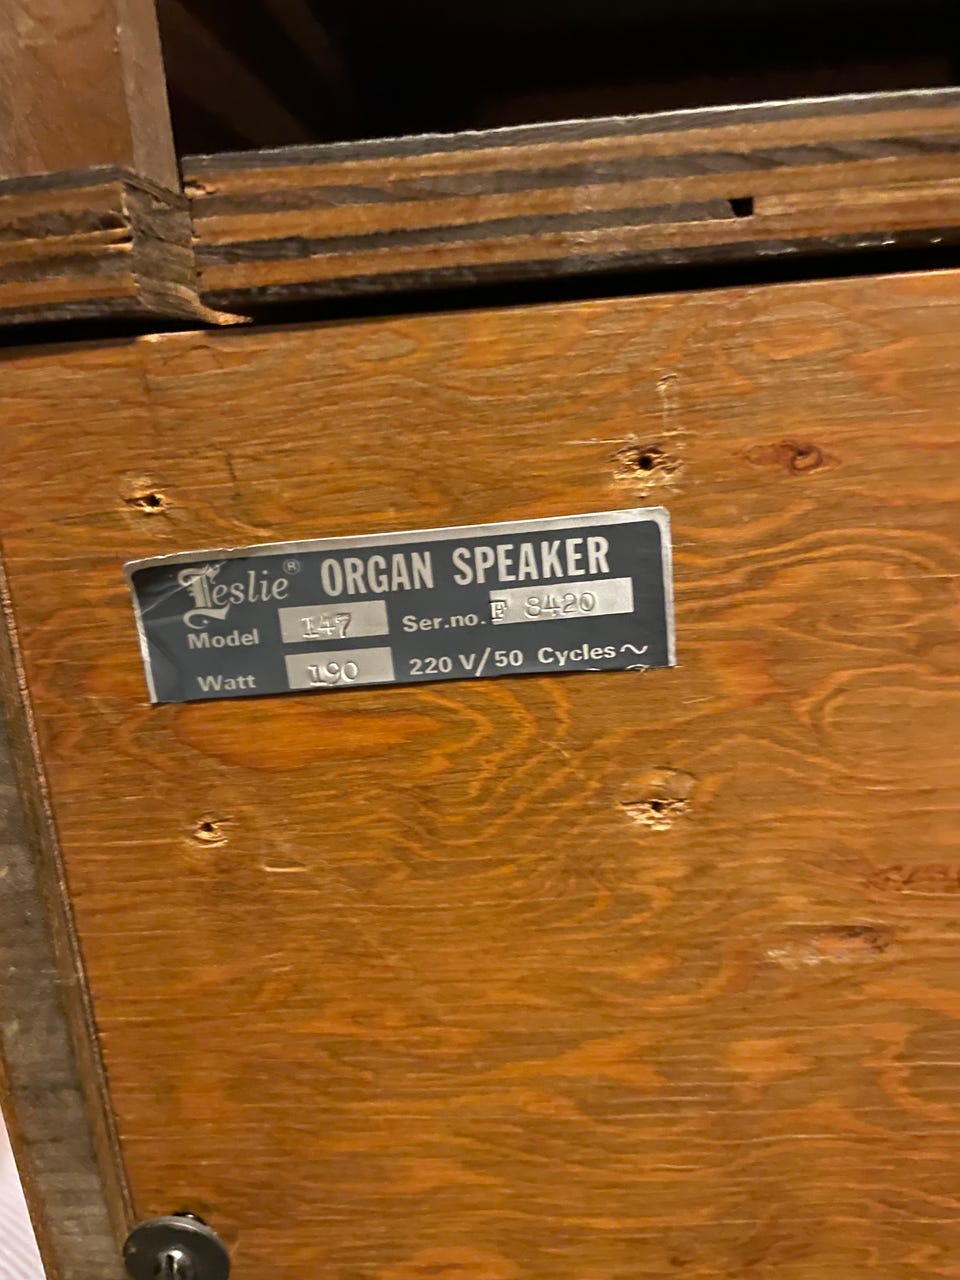 Leslie® ORGAN SPEAKER
Model 147 Ser.no. F 8420
Watt 190 220 V/50 Cycles~